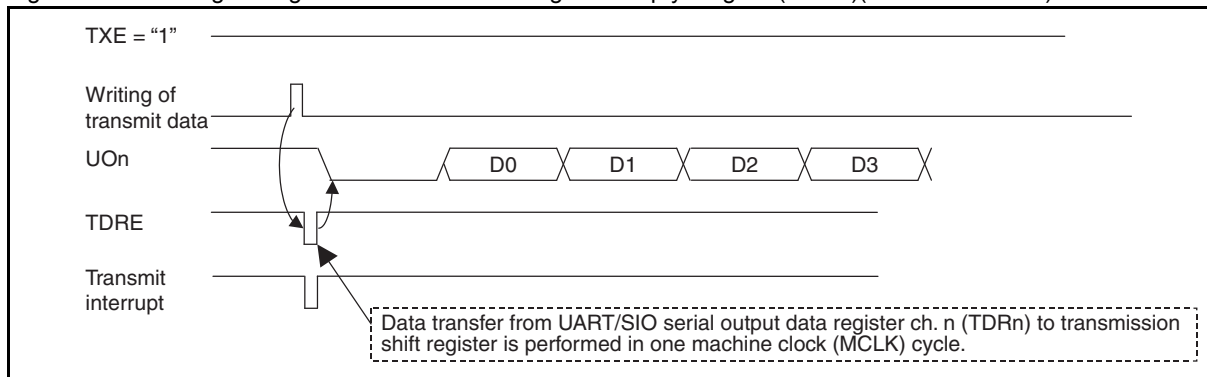 TXE = “1”
Writing of
transmit data
UOn
D0 D1 D2 D3
TDRE
Transmit
interrupt
Data transfer from UART/SIO serial output data register ch. n (TDRn) to transmission
shift register is performed in one machine clock (MCLK) cycle.